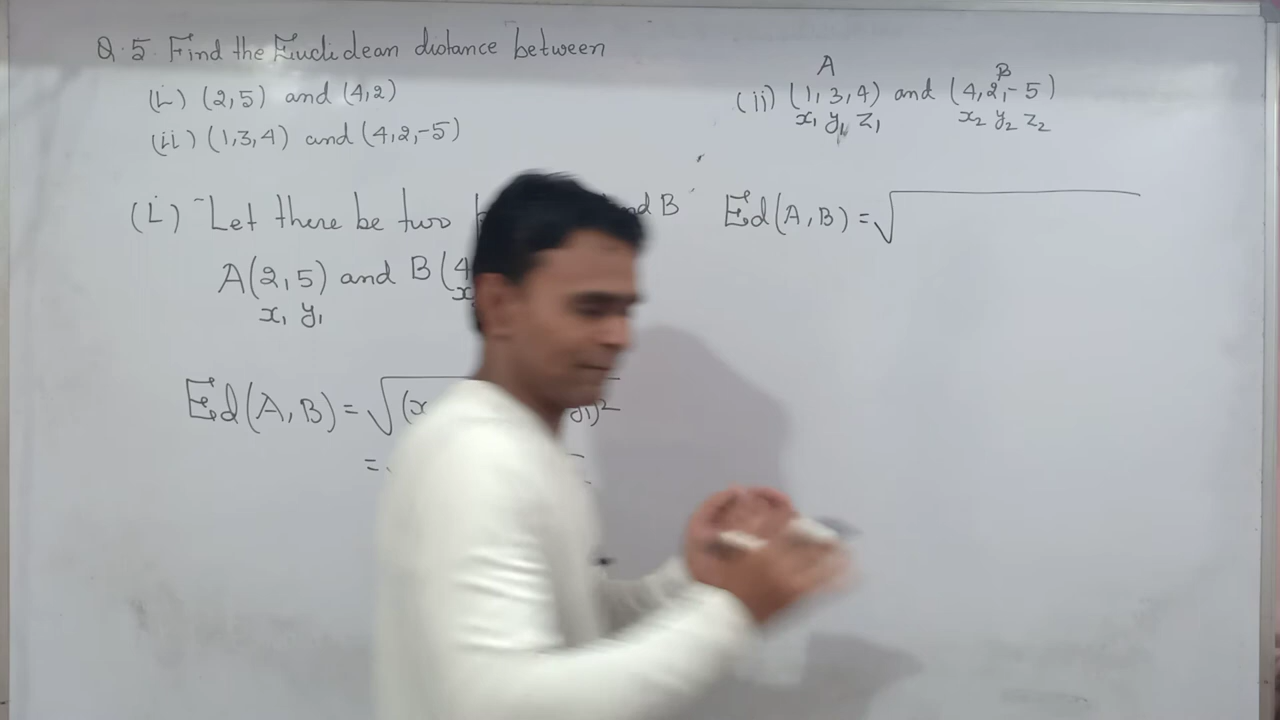 Q.5. Find the Euclidean distance between
(i) (2,5) and (4,2)
(ii) (1,3,4) and (4,2,-5)
(i) Let there be two
and B
A(2,5) and B(4
x₁ y₁
Ed(A,B) = √(x
)²
=
A B
(ii) (1,3,4) and (4,2,-5)
x₁ y₁ z₁ x₂ y₂ z₂
Ed(A,B) = √